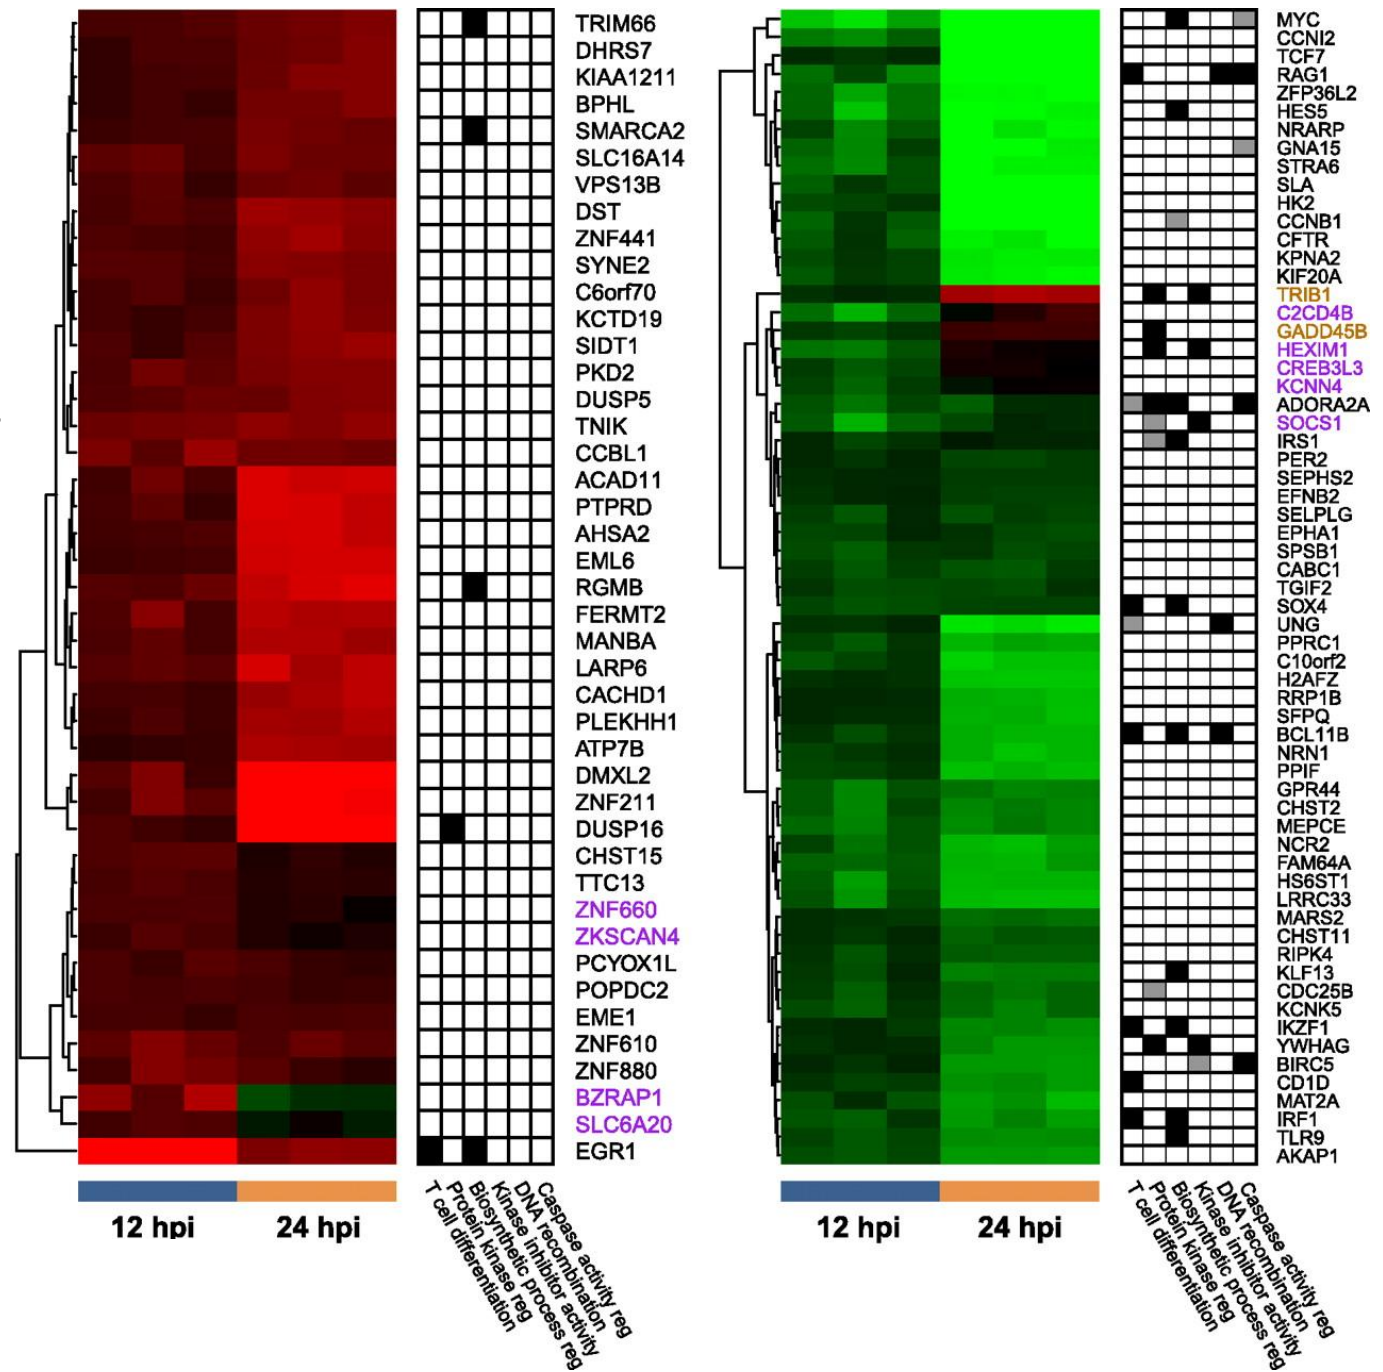 TRIM66
DHRS7
KIAA1211
BPHL
SMARCA2
SLC16A14
VPS13B
DST
ZNF441
SYNE2
C6orf70
KCTD19
SIDT1
PKD2
DUSP5
TNIK
CCBL1
ACAD11
PTPRD
AHSA2
EML6
RGMB
FERMT2
MANBA
LARP6
CACHD1
PLEKHH1
ATP7B
DMXL2
ZNF211
DUSP16
CHST15
TTC13
ZNF660
ZKSCAN4
PCYOX1L
POPDC2
EME1
ZNF610
ZNF880
BZRAP1
SLC6A20
EGR1
12 hpi
24 hpi
T cell differentiation
Protein kinase reg
Biosynthetic process reg
Kinase inhibitor activity
DNA recombination
Caspase activity reg
MYC
CCNI2
TCF7
RAG1
ZFP36L2
HES5
NRARP
GNA15
STRA6
SLA
HK2
CCNB1
CFTR
KPNA2
KIF20A
TRIB1
C2CD4B
GADD45B
HEXIM1
CREB3L3
KCNN4
ADORA2A
SOCS1
IRS1
PER2
SEPHS2
EFNB2
SELPLG
EPHA1
SPSB1
CABC1
TGIF2
SOX4
UNG
PPRC1
C10orf2
H2AFZ
RRP1B
SFPQ
BCL11B
NRN1
PPIF
GPR44
CHST2
MEPCE
NCR2
FAM64A
HS6ST1
LRRC33
MARS2
CHST11
RIPK4
KLF13
CDC25B
KCNK5
IKZF1
YWHAG
BIRC5
CD1D
MAT2A
IRF1
TLR9
AKAP1
12 hpi
24 hpi
T cell differentiation
Protein kinase reg
Biosynthetic process reg
Kinase inhibitor activity
DNA recombination
Caspase activity reg